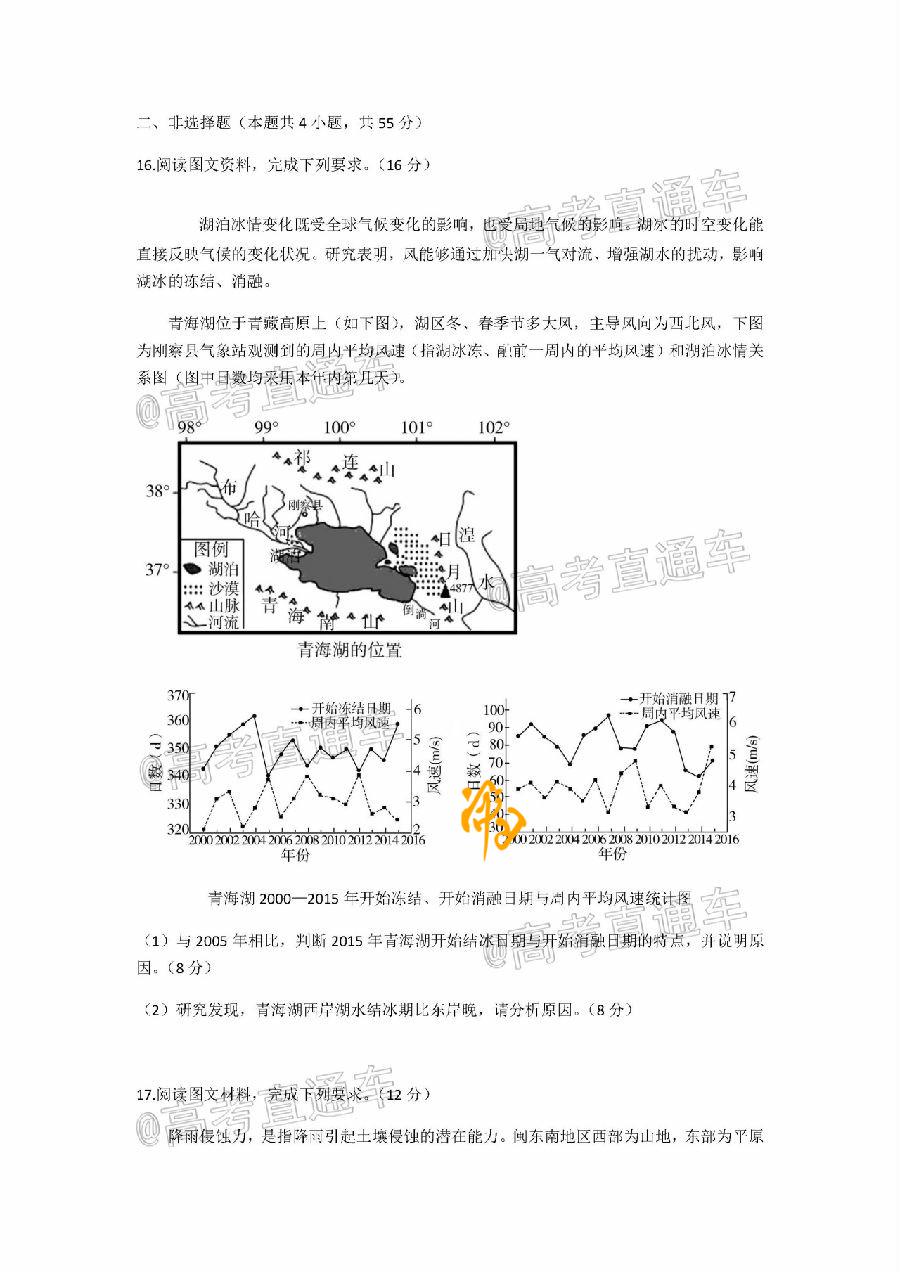 二、非选择题（本题共 4 小题，共 55 分）
16.阅读图文资料，完成下列要求。（16 分）
湖泊冰情变化既受全球气候变化的影响，也受局地气候的影响。湖冰的时空变化能
直接反映气候的变化状况。研究表明，风能够通过加快湖一气对流、增强湖水的扰动，影响
湖冰的冻结、消融。
青海湖位于青藏高原上（如下图），湖区冬、春季节多大风，主导风向为西北风，下图
为刚察县气象站观测到的周内平均风速（指湖冰冻、融前一周内的平均风速）和湖泊冰情关
系图（图中日数均采用本年内第几天）。
@高考直通车
98° 99° 100° 101° 102°
38°
37°
祁连山
布哈河
刚察县
湖泊
日月山
湟水
4877
青海南山
倒淌河
图例
湖泊
沙漠
山脉
河流
@高考直通车
青海湖的位置
370
360
350
340
330
320
日数（d）
开始冻结日期
周内平均风速
6
5
4
3
2
风速(m/s)
2000 2002 2004 2006 2008 2010 2012 2014 2016
年份
100
90
80
70
60
50
40
30
日数（d）
开始消融日期
周内平均风速
7
6
5
4
3
风速(m/s)
2000 2002 2004 2006 2008 2010 2012 2014 2016
年份
青海湖 2000—2015 年开始冻结、开始消融日期与周内平均风速统计图
（1）与 2005 年相比，判断 2015 年青海湖开始结冰日期与开始消融日期的特点，并说明原
因。（8 分）
（2）研究发现，青海湖西岸湖水结冰期比东岸晚，请分析原因。（8 分）
17.阅读图文材料，完成下列要求。（12 分）
@高考直通车
降雨侵蚀力，是指降雨引起土壤侵蚀的潜在能力。闽东南地区西部为山地，东部为平原